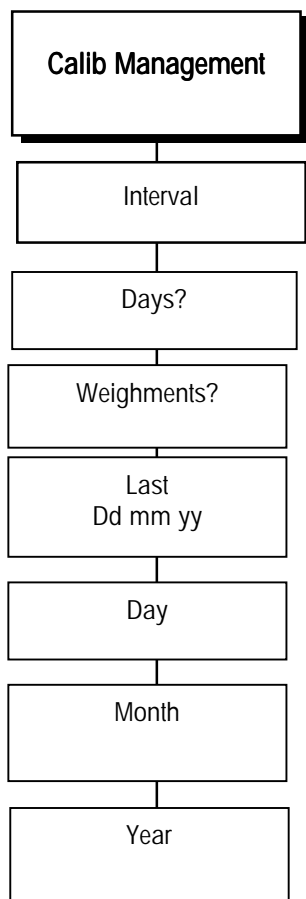 Calib Management
Interval
Days?
Weighments?
Last
Dd mm yy
Day
Month
Year